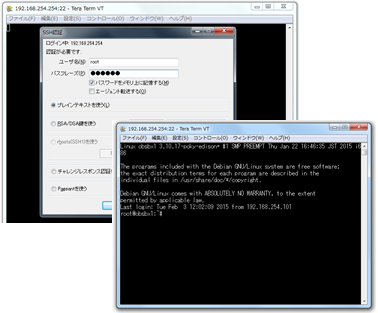 192.168.254.254:22 - Tera Term VT
ファイル(F) 編集(E) 設定(S) コントロール(O) ウィンドウ(W) ヘルプ(H)
SSH認証
ログイン中: 192.168.254.254
認証が必要です.
ユーザ名(N) root
パスフレーズ(P) ●●●●●●
パスワードをメモリ上に記憶する(M)
エージェント転送する(O)
プレインテキストを使う(L)
RSA/DSA鍵を使う
rhosts(SSH1)を使う
チャレンジレスポンス認証
Pageantを使う
192.168.254.254:22 - Tera Term VT
ファイル(F) 編集(E) 設定(S) コントロール(O) ウィンドウ(W) ヘルプ(H)
Linux obsbx1 3.10.17-poky-edison+ #1 SMP PREEMPT Thu Jan 22 16:46:35 JST 2015 i6
86
The programs included with the Debian GNU/Linux system are free software;
the exact distribution terms for each program are described in the
individual files in /usr/share/doc/*/copyright.
Debian GNU/Linux comes with ABSOLUTELY NO WARRANTY, to the extent
permitted by applicable law.
Last login: Tue Feb 3 12:02:09 2015 from 192.168.254.101
root@obsbx1:~#